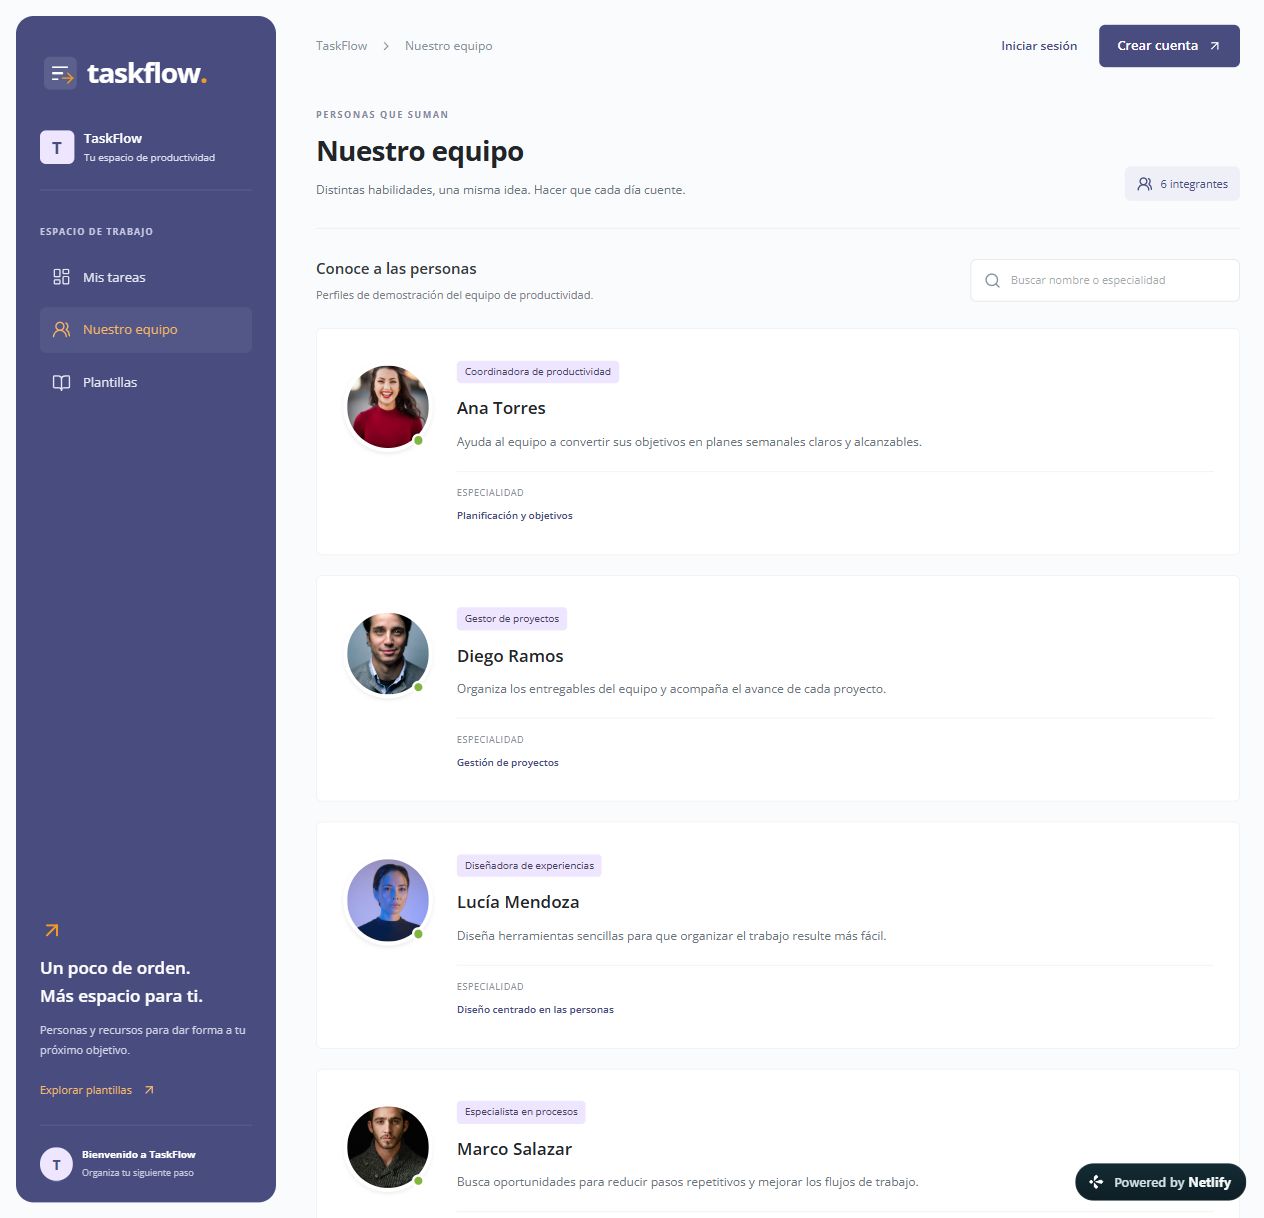 taskflow.
T
TaskFlow
Tu espacio de productividad
ESPACIO DE TRABAJO
Mis tareas
Nuestro equipo
Plantillas
Un poco de orden.
Más espacio para ti.
Personas y recursos para dar forma a tu
próximo objetivo.
Explorar plantillas
T
Bienvenido a TaskFlow
Organiza tu siguiente paso
TaskFlow > Nuestro equipo
Iniciar sesión
Crear cuenta
PERSONAS QUE SUMAN
Nuestro equipo
Distintas habilidades, una misma idea. Hacer que cada día cuente.
6 integrantes
Conoce a las personas
Perfiles de demostración del equipo de productividad.
Buscar nombre o especialidad
Coordinadora de productividad
Ana Torres
Ayuda al equipo a convertir sus objetivos en planes semanales claros y alcanzables.
ESPECIALIDAD
Planificación y objetivos
Gestor de proyectos
Diego Ramos
Organiza los entregables del equipo y acompaña el avance de cada proyecto.
ESPECIALIDAD
Gestión de proyectos
Diseñadora de experiencias
Lucía Mendoza
Diseña herramientas sencillas para que organizar el trabajo resulte más fácil.
ESPECIALIDAD
Diseño centrado en las personas
Especialista en procesos
Marco Salazar
Busca oportunidades para reducir pasos repetitivos y mejorar los flujos de trabajo.
Powered by Netlify